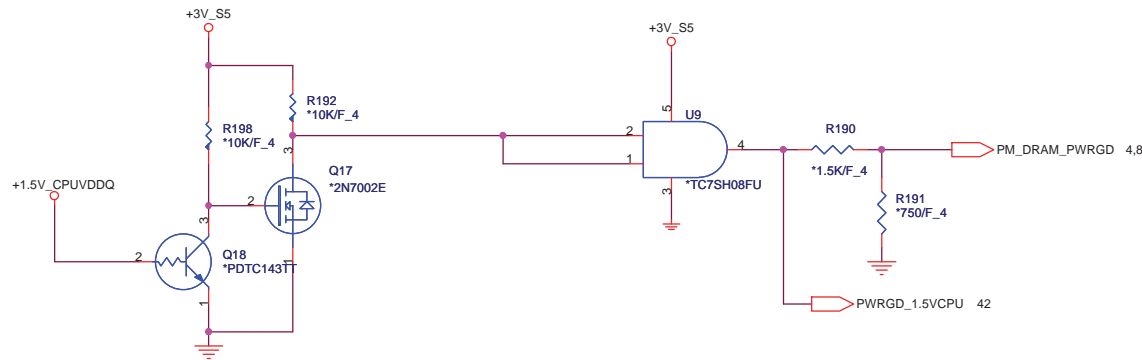 +3V_S5
+3V_S5
R192
*10K/F_4
U9
5
R198
*10K/F_4
2
4
R190
PM_DRAM_PWRGD 4,8
3
1
*1.5K/F_4
Q17
*2N7002E
+1.5V_CPUVDDQ
*TC7SH08FU
R191
*750/F_4
2
3
3
2
Q18
*PDTC143TT
1
1
PWRGD_1.5VCPU 42